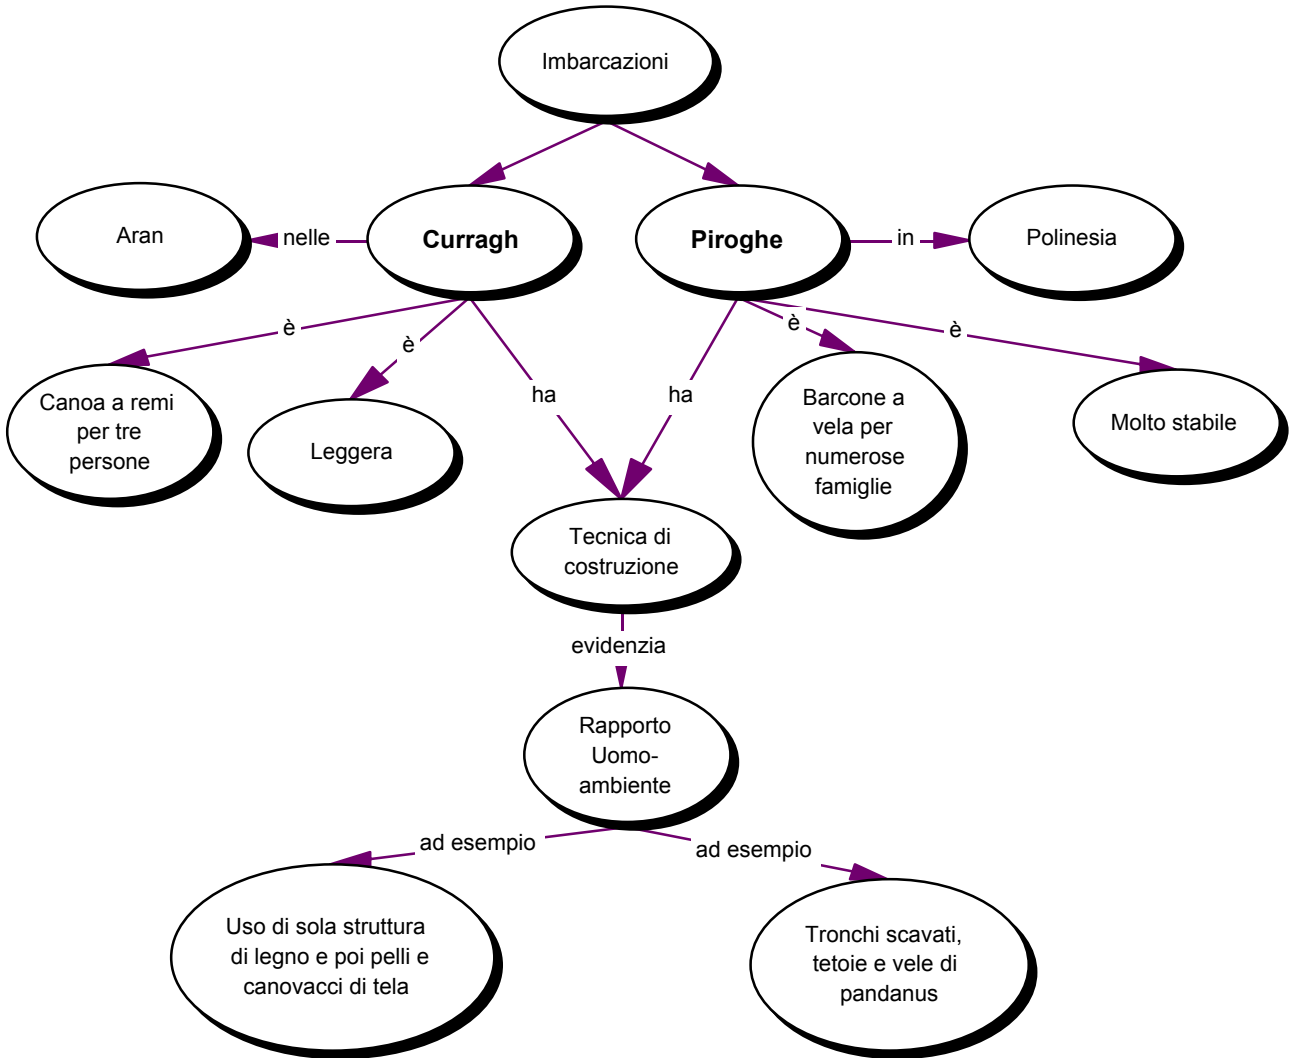 Imbarcazioni
Aran
nelle
Curragh
Piroghe
in
Polinesia
è
è
è
è
Canoa a remi
per tre
persone
Leggera
ha
ha
Barcone a
vela per
numerose
famiglie
Molto stabile
Tecnica di
costruzione
evidenzia
Rapporto
Uomo-
ambiente
ad esempio
ad esempio
Uso di sola struttura
di legno e poi pelli e
canovacci di tela
Tronchi scavati,
tetoie e vele di
pandanus